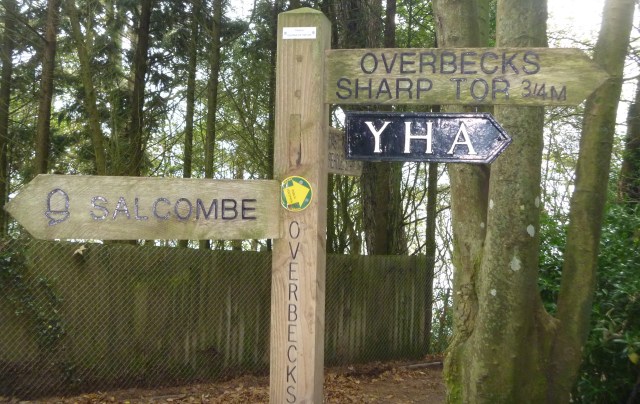 OVERBECKS
SHARP TOR 3/4M
YHA
SALCOMBE
OVERBECKS